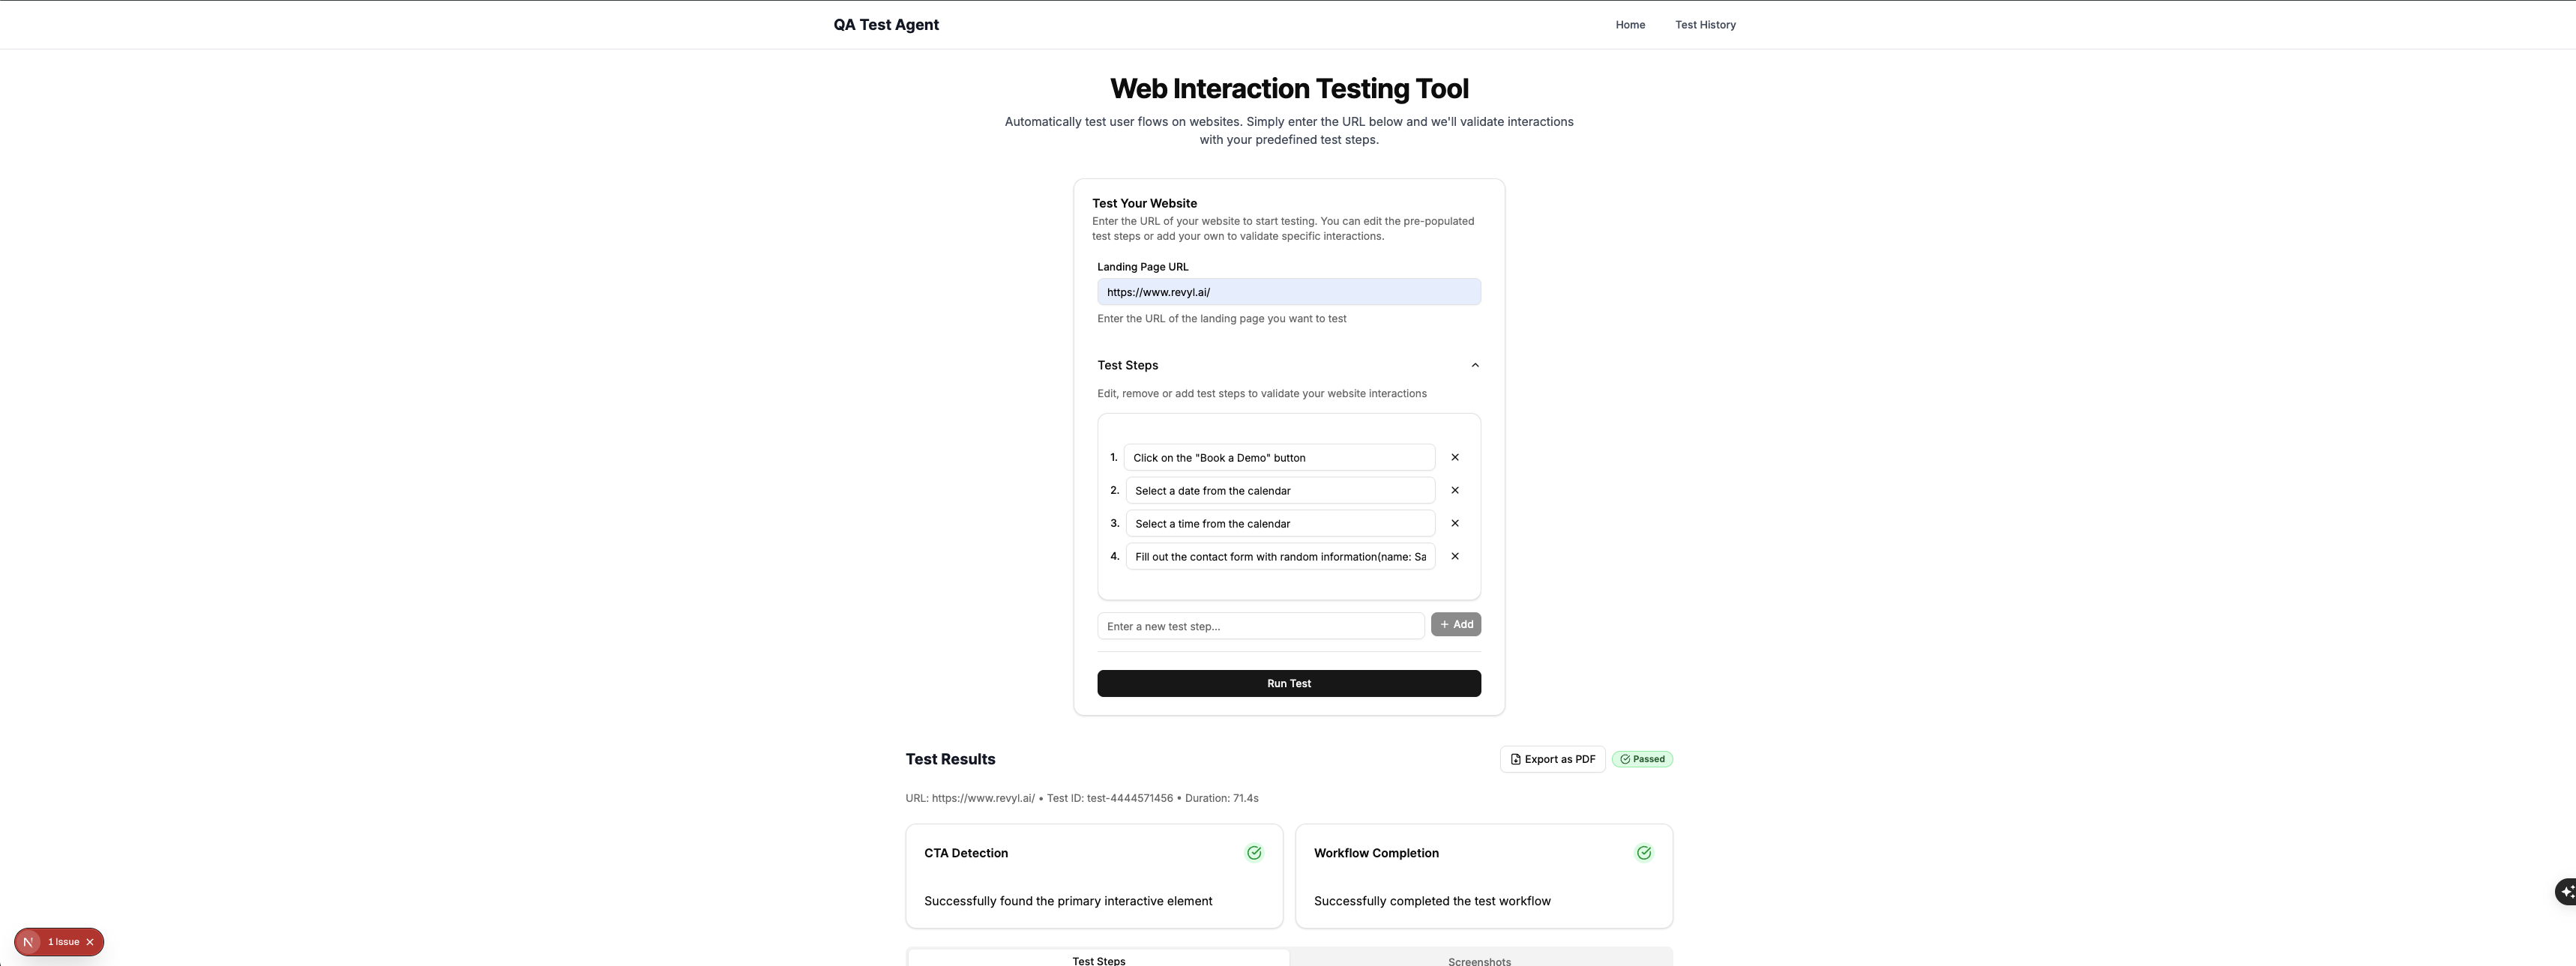 QA Test Agent
Home
Test History
Web Interaction Testing Tool
Automatically test user flows on websites. Simply enter the URL below and we'll validate interactions
with your predefined test steps.
Test Your Website
Enter the URL of your website to start testing. You can edit the pre-populated
test steps or add your own to validate specific interactions.
Landing Page URL
https://www.revyl.ai/
Enter the URL of the landing page you want to test
Test Steps
Edit, remove or add test steps to validate your website interactions
1. Click on the "Book a Demo" button
2. Select a date from the calendar
3. Select a time from the calendar
4. Fill out the contact form with random information(name: Sa
Enter a new test step...
+ Add
Run Test
Test Results
Export as PDF
Passed
URL: https://www.revyl.ai/ • Test ID: test-4444571456 • Duration: 71.4s
CTA Detection
Successfully found the primary interactive element
Workflow Completion
Successfully completed the test workflow
N 1 Issue
Test Steps
Screenshots